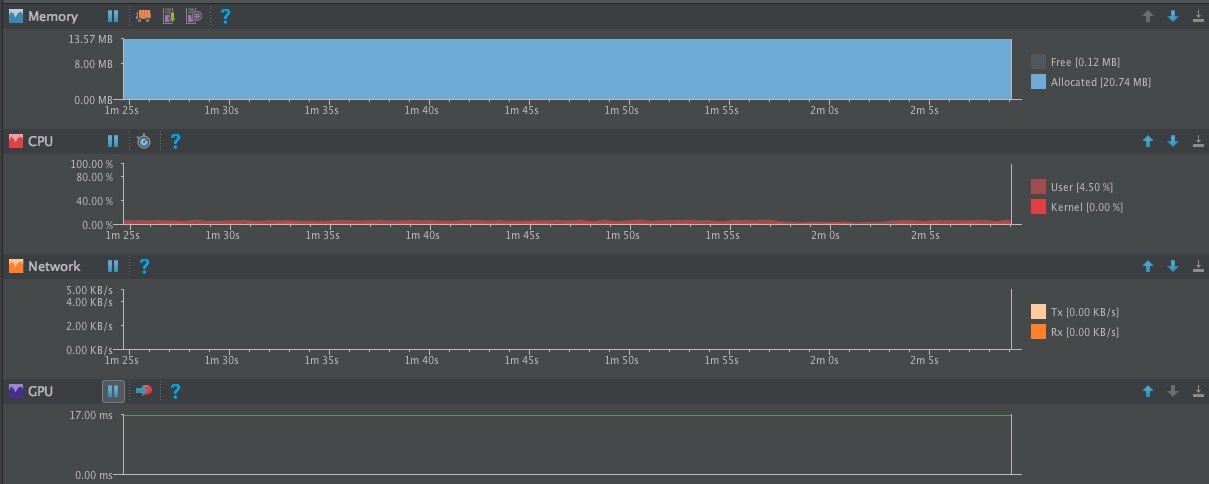 Memory ?
13.57 MB
8.00 MB
0.00 MB
Free [0.12 MB]
Allocated [20.74 MB]
1m 25s 1m 30s 1m 35s 1m 40s 1m 45s 1m 50s 1m 55s 2m 0s 2m 5s
CPU ?
100.00 %
80.00 %
40.00 %
0.00 %
User [4.50 %]
Kernel [0.00 %]
1m 25s 1m 30s 1m 35s 1m 40s 1m 45s 1m 50s 1m 55s 2m 0s 2m 5s
Network ?
5.00 KB/s
4.00 KB/s
2.00 KB/s
0.00 KB/s
Tx [0.00 KB/s]
Rx [0.00 KB/s]
1m 25s 1m 30s 1m 35s 1m 40s 1m 45s 1m 50s 1m 55s 2m 0s 2m 5s
GPU ?
17.00 ms
0.00 ms